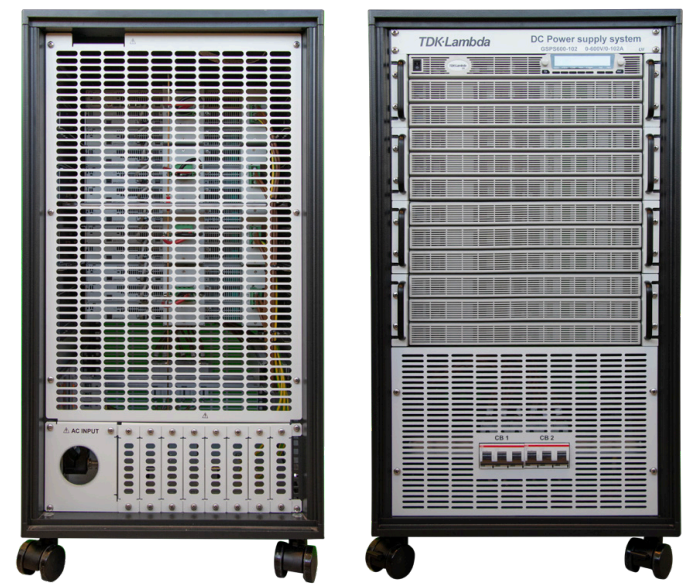 AC INPUT
TDK·Lambda
DC Power supply system
GSPS600-102 0-600V/0-102A
CB 1
CB 2